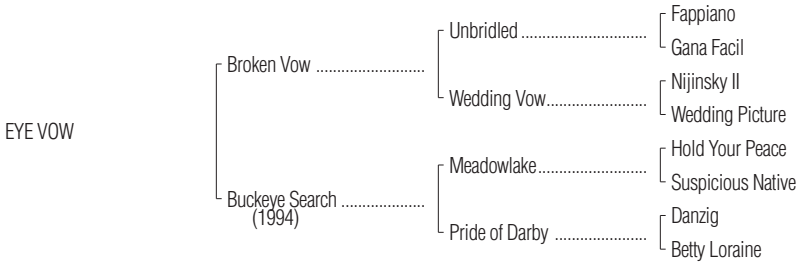 Fappiano
Unbridled ..............................
Gana Facil
Broken Vow ..........................
Nijinsky II
Wedding Vow........................
Wedding Picture
EYE VOW
Hold Your Peace
Meadowlake..........................
Suspicious Native
Buckeye Search ....................
(1994)
Danzig
Pride of Darby ......................
Betty Loraine